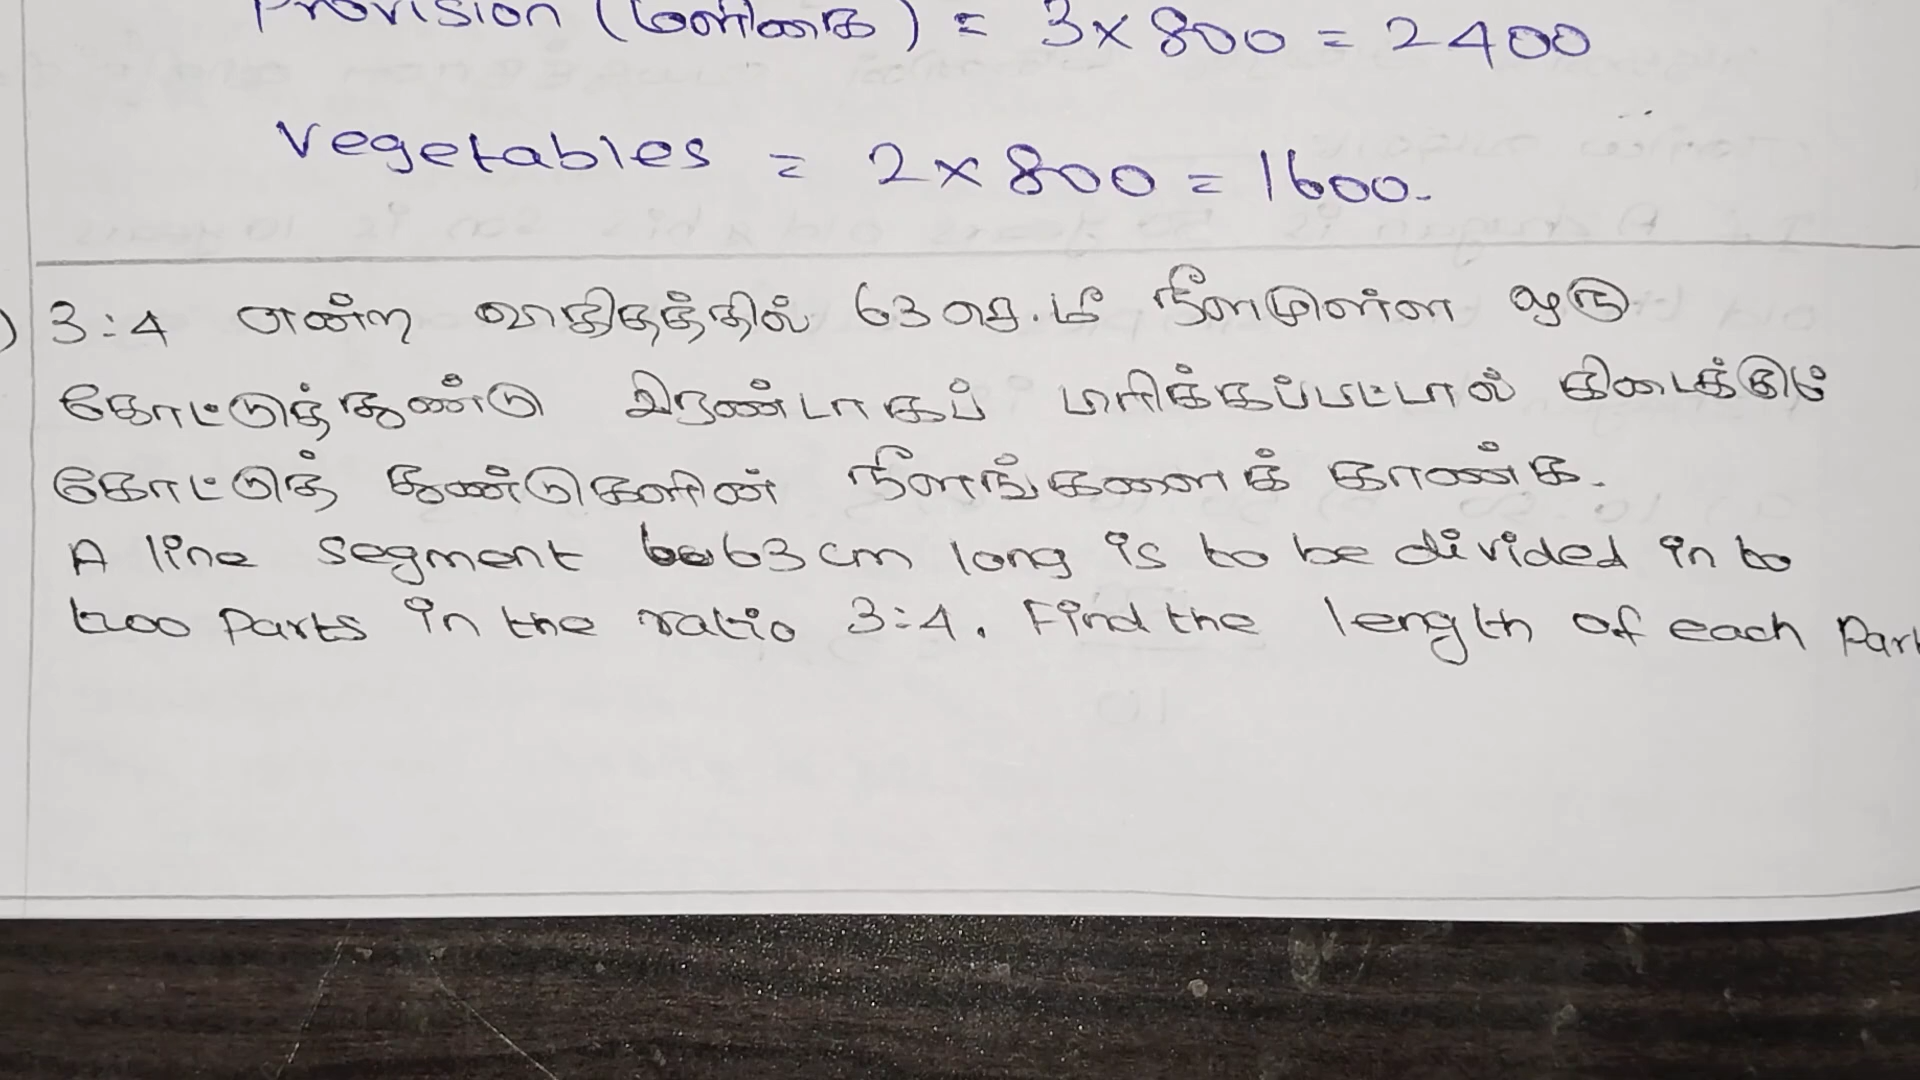 Provision (மளிகை) = 3×800 = 2400
Vegetables = 2×800 = 1600.
) 3:4 என்ற விகிதத்தில் 63 செ.மீ நீளமுள்ள ஒரு
கோட்டுத்துண்டு இரண்டாகப் பிரிக்கப்பட்டால் கிடைக்கும்
கோட்டுத் துண்டுகளின் நீளங்களைக் காண்க.
A line segment 63 cm long is to be divided in to
two parts in the ratio 3:4. Find the length of each Part